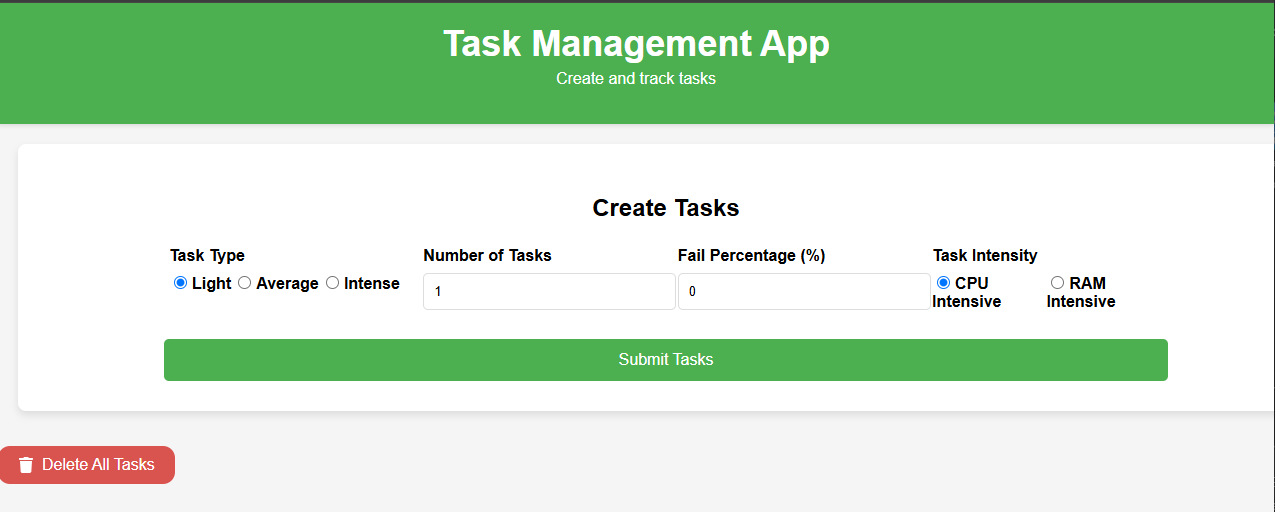 Task Management App
Create and track tasks
Create Tasks
Task Type
Number of Tasks
Fail Percentage (%)
Task Intensity
Light Average Intense
1
0
CPU Intensive
RAM Intensive
Submit Tasks
Delete All Tasks